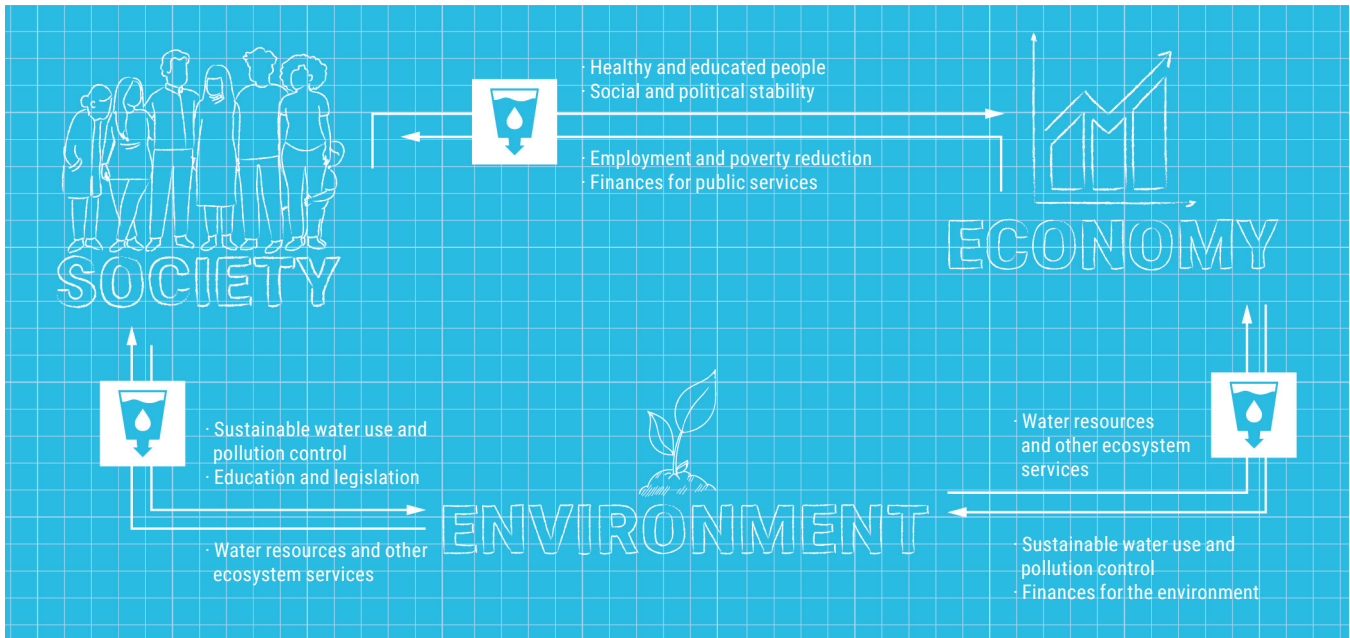 · Healthy and educated people
· Social and political stability
· Employment and poverty reduction
· Finances for public services
SOCIETY
ECONOMY
· Sustainable water use and
pollution control
· Education and legislation
· Water resources and other
ecosystem services
ENVIRONMENT
· Water resources
and other ecosystem
services
· Sustainable water use and
pollution control
· Finances for the environment